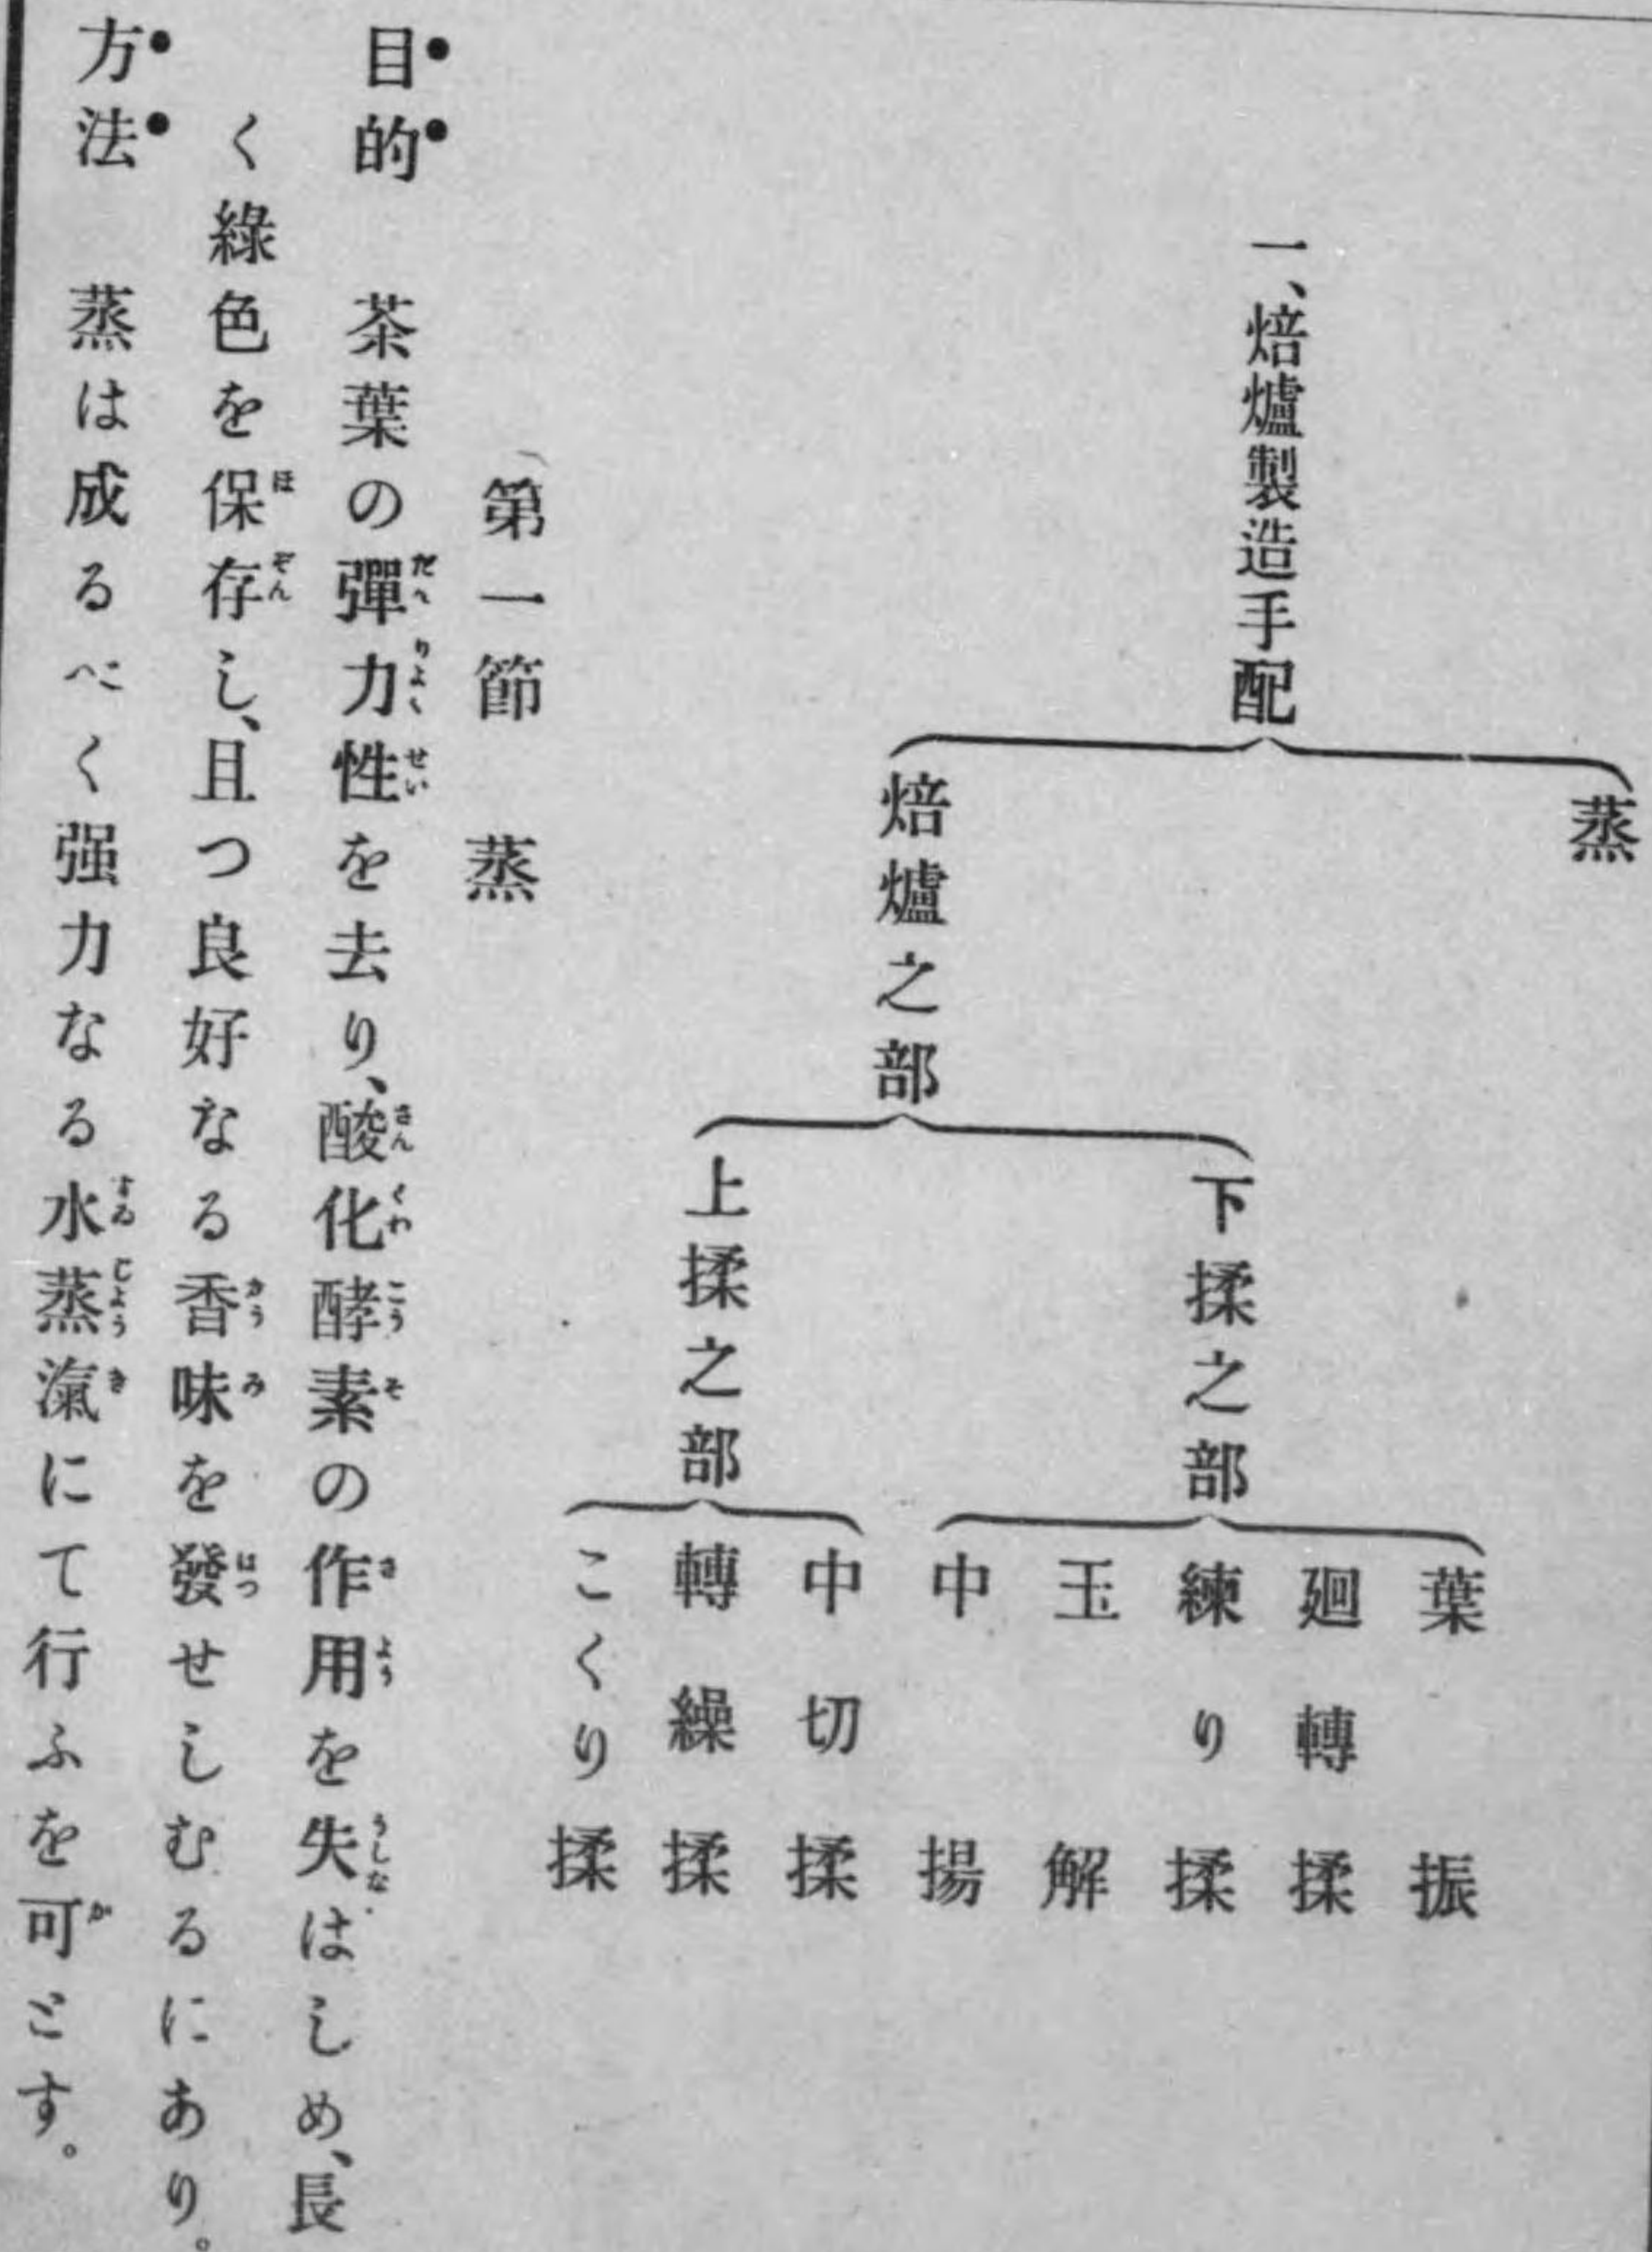 蒸
一、焙爐製造手配
焙爐之部
下揉之部
葉振
廻轉揉
練り揉
玉解
中揚
上揉之部
中切揉
轉繰揉
こくり揉
第一節　蒸
目的　茶葉の彈力性を去り、酸化酵素の作用を失はしめ、長
く綠色を保存し、且つ良好なる香味を發せしむるにあり。
方法　蒸は成るべく强力なる水蒸滊にて行ふを可とす。